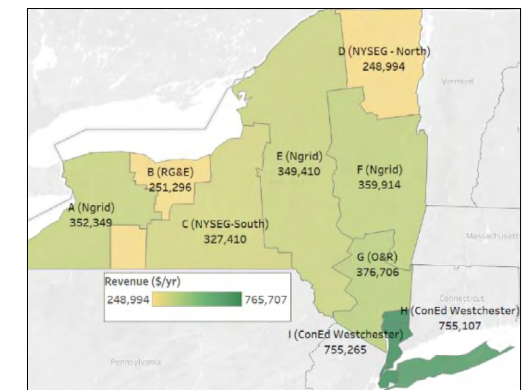 D (NYSEG - North)
248,994
Vermont
B (RG&E)
251,296
E (Ngrid)
349,410
F (Ngrid)
359,914
A (Ngrid)
352,349
C (NYSEG-South)
327,410
Massachusett
G (O&R)
376,706
Revenue ($/yr)
248,994
765,707
Connecticut
H (ConEd Westchester)
755,107
I (ConEd Westchester)
755,265
Pennsylvania